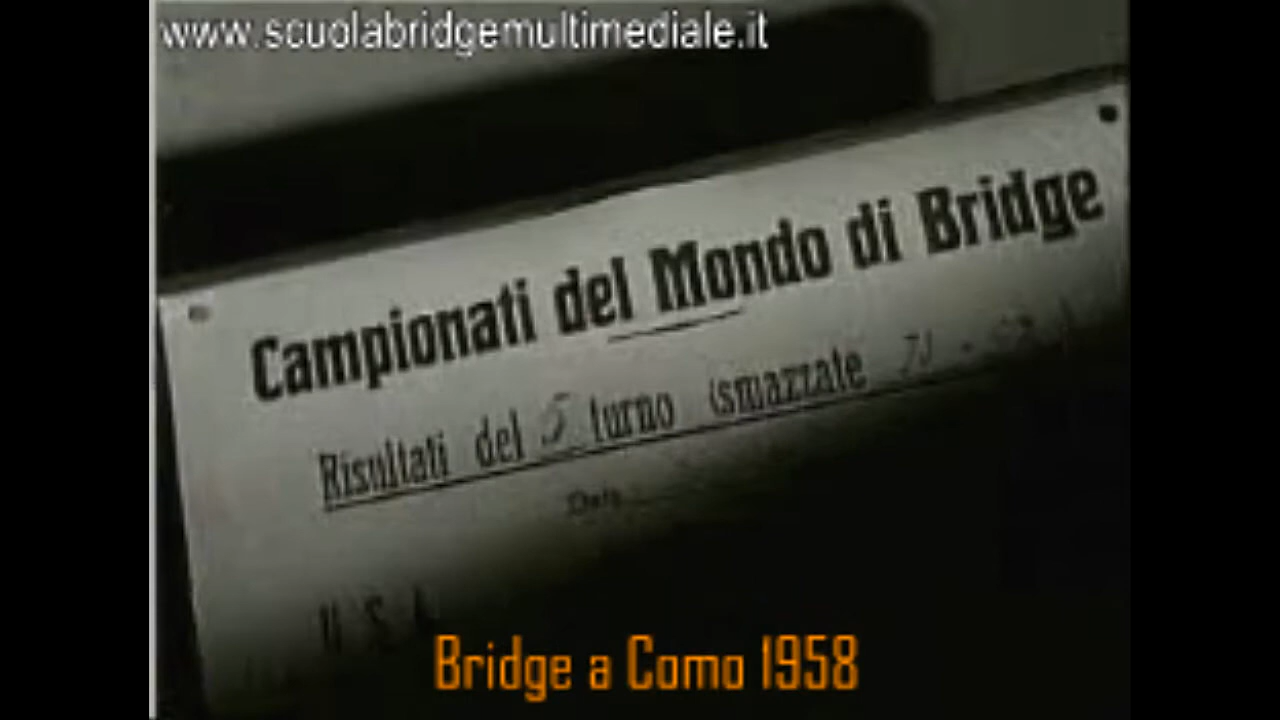 www.scuolabridgemultimediale.it
Campionati del Mondo di Bridge
Risultati del 5 turno (smazzate
U. S. A.
Bridge a Como 1958